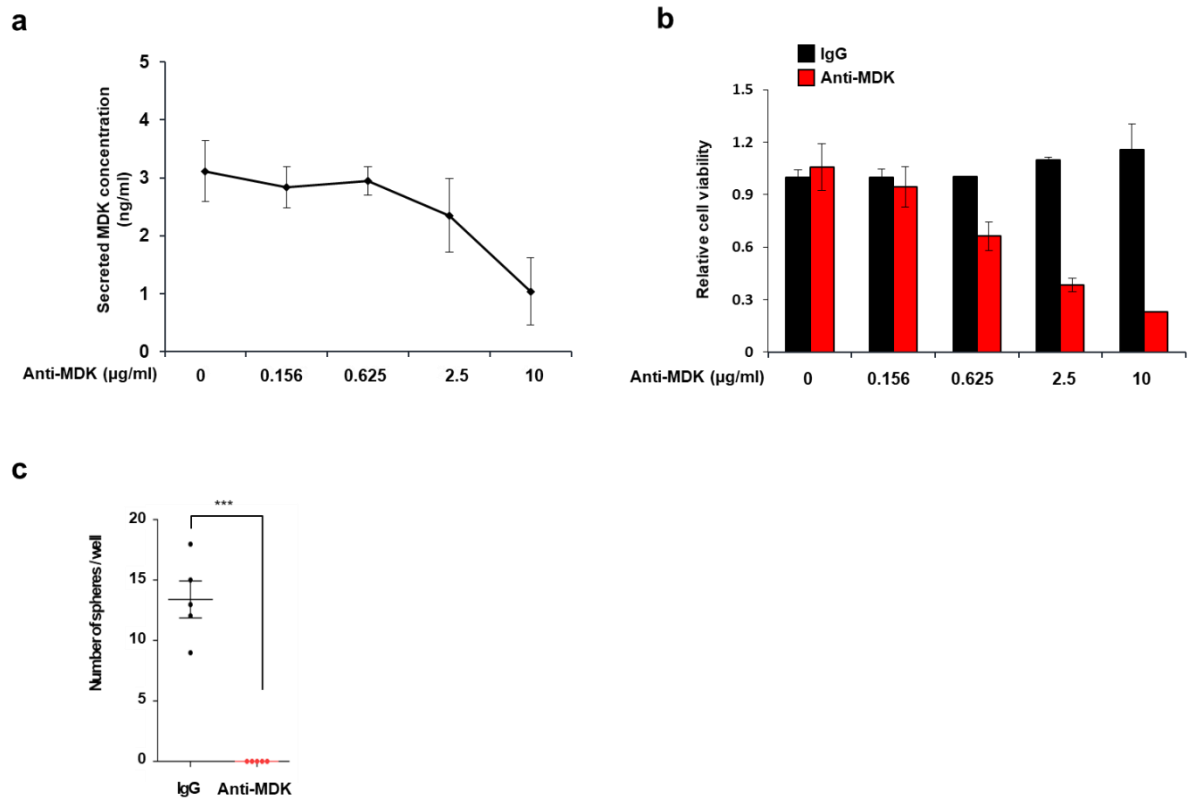 a
5
4
3
2
1
0
Secreted MDK concentration
(ng/ml)
Anti-MDK (µg/ml) 0 0.156 0.625 2.5 10
b
IgG
Anti-MDK
1.5
1.2
0.9
0.6
0.3
0
Relative cell viability
Anti-MDK (µg/ml) 0 0.156 0.625 2.5 10
c
***
20
15
10
5
0
Number of spheres/well
IgG Anti-MDK